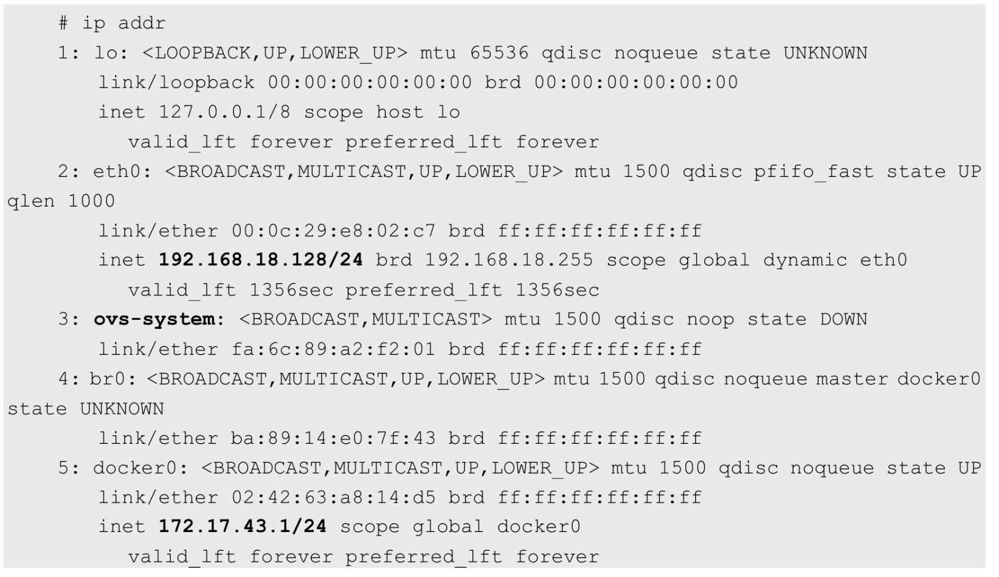 # ip addr
1: lo: <LOOPBACK,UP,LOWER_UP> mtu 65536 qdisc noqueue state UNKNOWN
link/loopback 00:00:00:00:00:00 brd 00:00:00:00:00:00
inet 127.0.0.1/8 scope host lo
valid_lft forever preferred_lft forever
2: eth0: <BROADCAST,MULTICAST,UP,LOWER_UP> mtu 1500 qdisc pfifo_fast state UP
qlen 1000
link/ether 00:0c:29:e8:02:c7 brd ff:ff:ff:ff:ff:ff
inet 192.168.18.128/24 brd 192.168.18.255 scope global dynamic eth0
valid_lft 1356sec preferred_lft 1356sec
3: ovs-system: <BROADCAST,MULTICAST> mtu 1500 qdisc noop state DOWN
link/ether fa:6c:89:a2:f2:01 brd ff:ff:ff:ff:ff:ff
4: br0: <BROADCAST,MULTICAST,UP,LOWER_UP> mtu 1500 qdisc noqueue master docker0
state UNKNOWN
link/ether ba:89:14:e0:7f:43 brd ff:ff:ff:ff:ff:ff
5: docker0: <BROADCAST,MULTICAST,UP,LOWER_UP> mtu 1500 qdisc noqueue state UP
link/ether 02:42:63:a8:14:d5 brd ff:ff:ff:ff:ff:ff
inet 172.17.43.1/24 scope global docker0
valid_lft forever preferred_lft forever